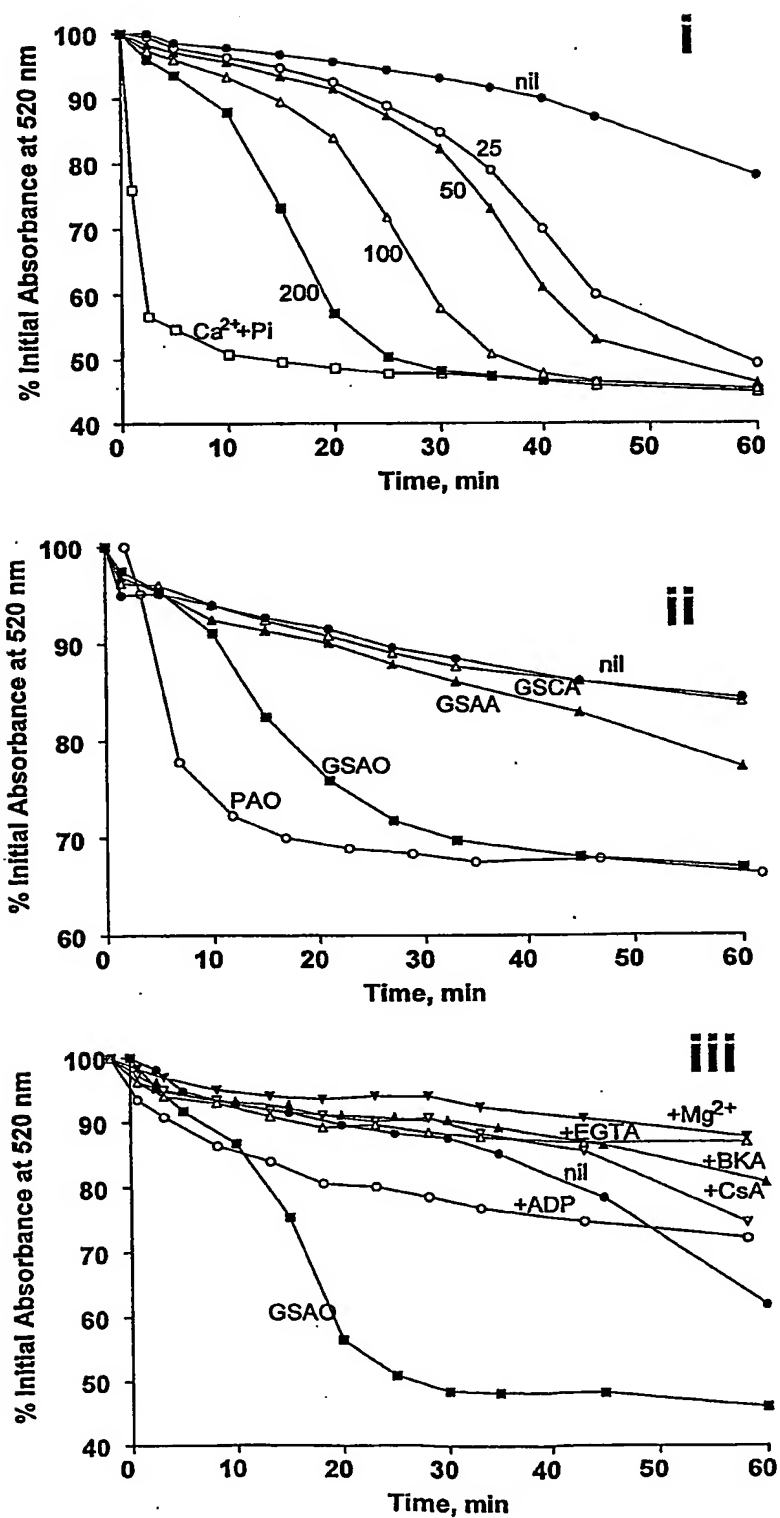 i
% Initial Absorbance at 520 nm
100
90
80
70
60
50
40
nil
25
50
100
200
Ca²⁺+Pi
0 10 20 30 40 50 60
Time, min
ii
% Initial Absorbance at 520 nm
100
90
80
70
60
nil
GSCA
GSAA
GSAO
PAO
0 10 20 30 40 50 60
Time, min
iii
% Initial Absorbance at 520 nm
100
90
80
70
60
50
40
+Mg²⁺
+EGTA
+BKA
nil
+CsA
+ADP
GSAO
0 10 20 30 40 50 60
Time, min